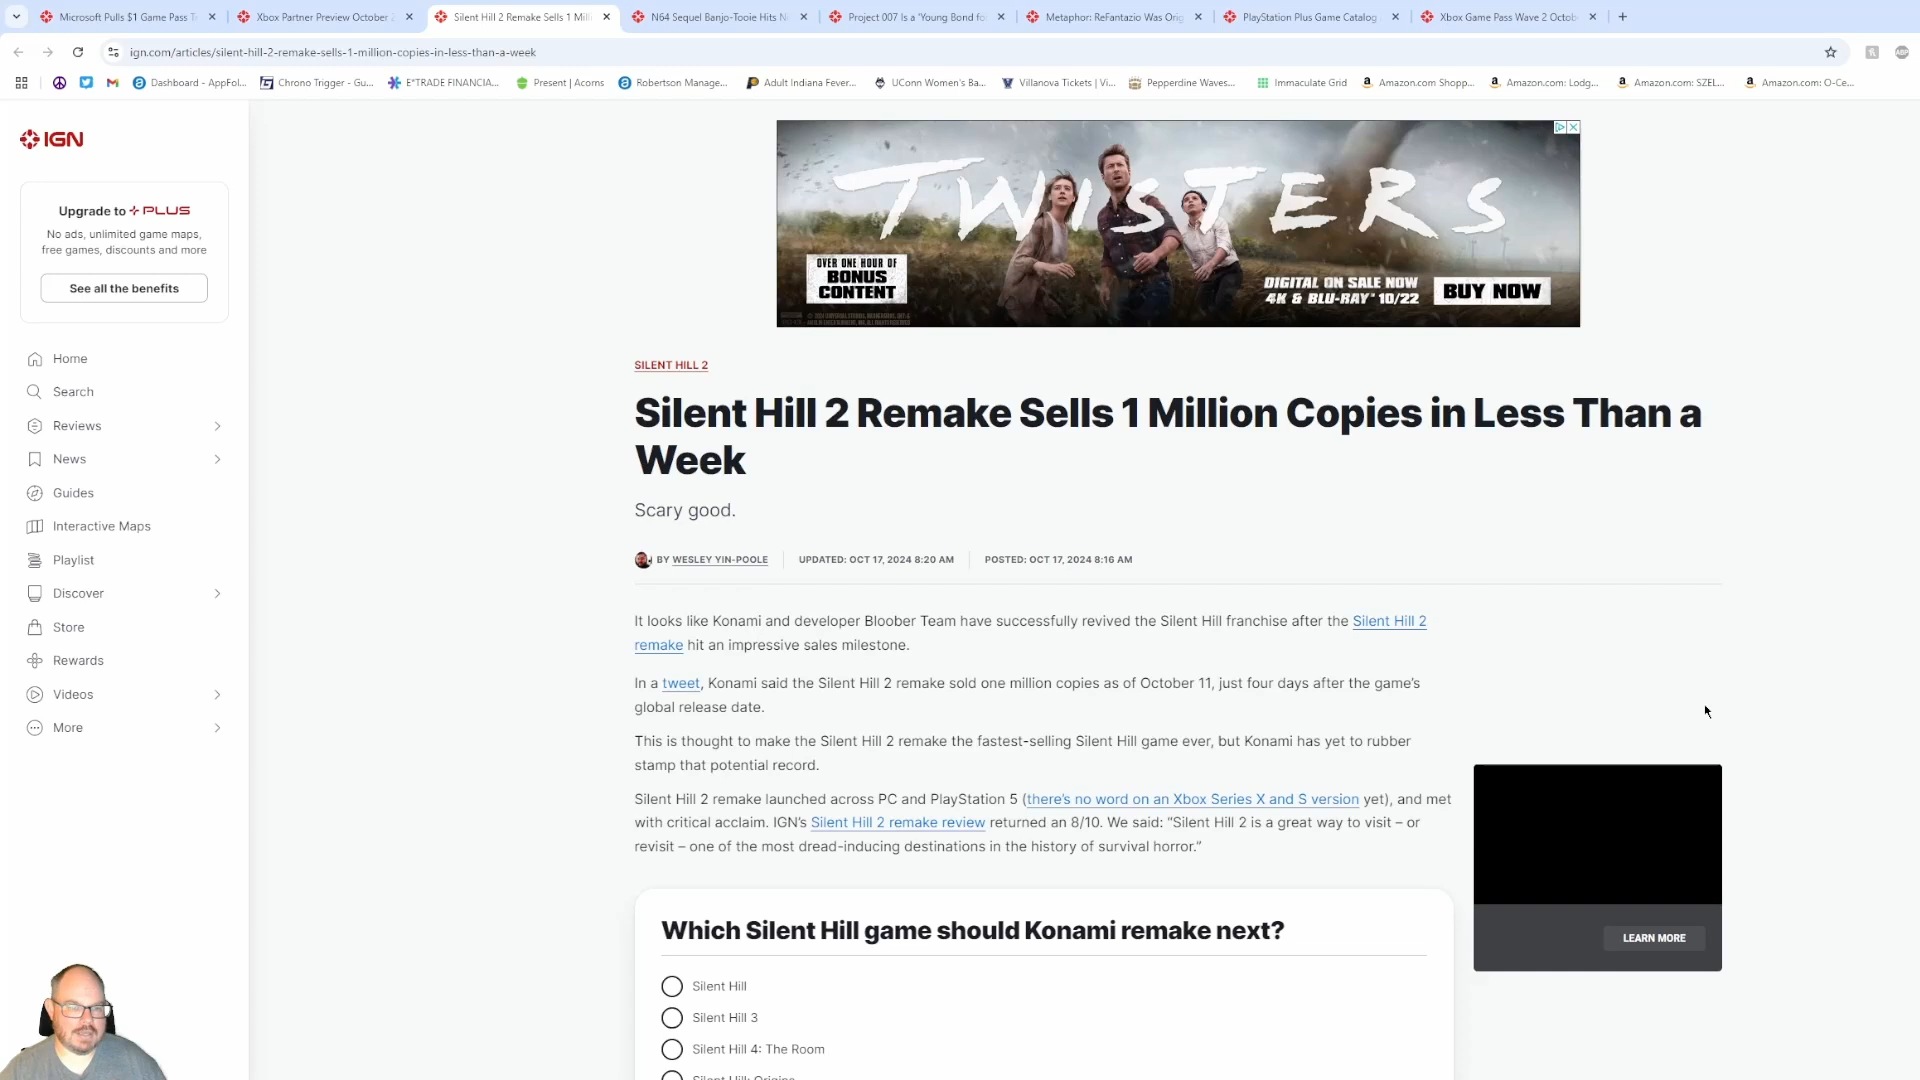 Microsoft Pulls $1 Game Pass T
Xbox Partner Preview October 2
Silent Hill 2 Remake Sells 1 Mill
N64 Sequel Banjo-Tooie Hits N
Project 007 Is a 'Young Bond fo
Metaphor: ReFantazio Was Orig
PlayStation Plus Game Catalog
Xbox Game Pass Wave 2 Octob
ign.com/articles/silent-hill-2-remake-sells-1-million-copies-in-less-than-a-week
Dashboard - AppFol...
Chrono Trigger - Gu...
E*TRADE FINANCIA...
Present | Acorns
Robertson Manage...
Adult Indiana Fever...
UConn Women's Ba...
Villanova Tickets | Vi...
Pepperdine Waves...
Immaculate Grid
Amazon.com Shopp...
Amazon.com: Lodg...
Amazon.com: SZEL...
Amazon.com: O-Ce...
IGN
Upgrade to PLUS
No ads, unlimited game maps,
free games, discounts and more
See all the benefits
Home
Search
Reviews
News
Guides
Interactive Maps
Playlist
Discover
Store
Rewards
Videos
More
TWISTERS
OVER ONE HOUR OF
BONUS
CONTENT
DIGITAL ON SALE NOW
4K & BLU-RAY™ 10/22
BUY NOW
SILENT HILL 2
Silent Hill 2 Remake Sells 1 Million Copies in Less Than a
Week
Scary good.
BY WESLEY YIN-POOLE
UPDATED: OCT 17, 2024 8:20 AM
POSTED: OCT 17, 2024 8:16 AM
It looks like Konami and developer Bloober Team have successfully revived the Silent Hill franchise after the Silent Hill 2
remake hit an impressive sales milestone.
In a tweet, Konami said the Silent Hill 2 remake sold one million copies as of October 11, just four days after the game's
global release date.
This is thought to make the Silent Hill 2 remake the fastest-selling Silent Hill game ever, but Konami has yet to rubber
stamp that potential record.
Silent Hill 2 remake launched across PC and PlayStation 5 (there's no word on an Xbox Series X and S version yet), and met
with critical acclaim. IGN's Silent Hill 2 remake review returned an 8/10. We said: “Silent Hill 2 is a great way to visit – or
revisit – one of the most dread-inducing destinations in the history of survival horror.”
LEARN MORE
Which Silent Hill game should Konami remake next?
Silent Hill
Silent Hill 3
Silent Hill 4: The Room
Silent Hill: Origins